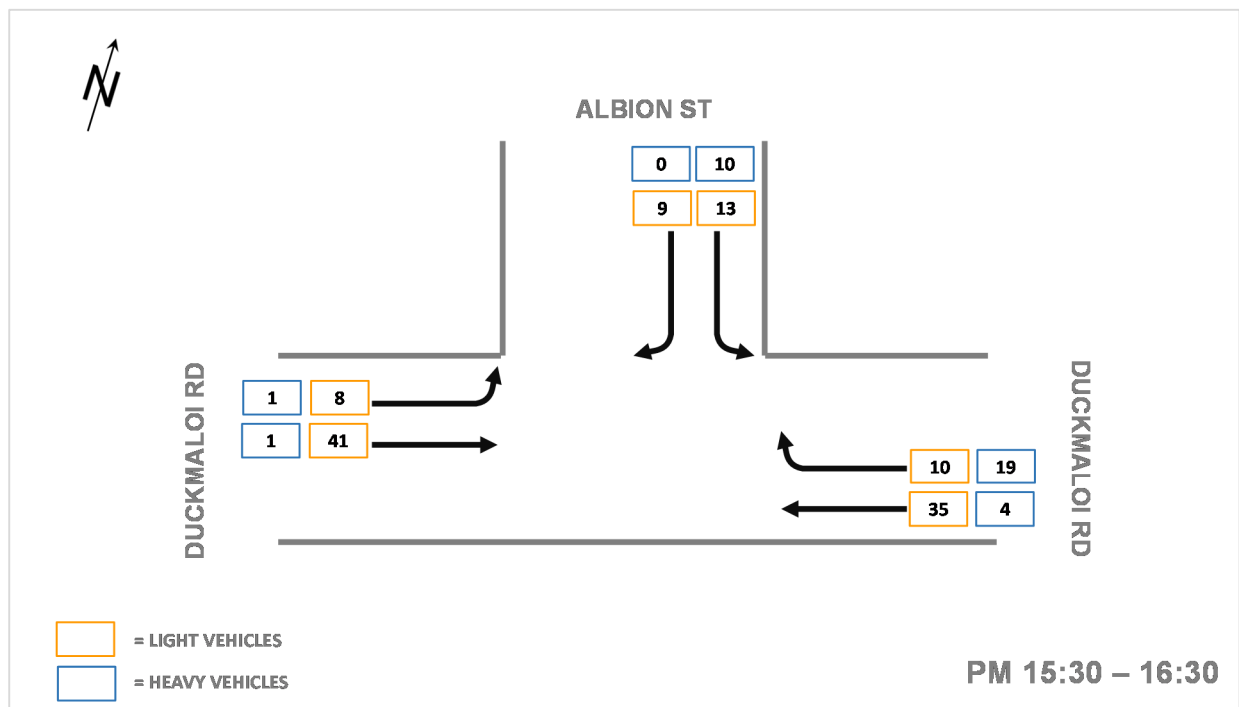 N
ALBION ST
0 10
9 13
DUCKMALOI RD
1 8
1 41
DUCKMALOI RD
10 19
35 4
= LIGHT VEHICLES
= HEAVY VEHICLES
PM 15:30 – 16:30